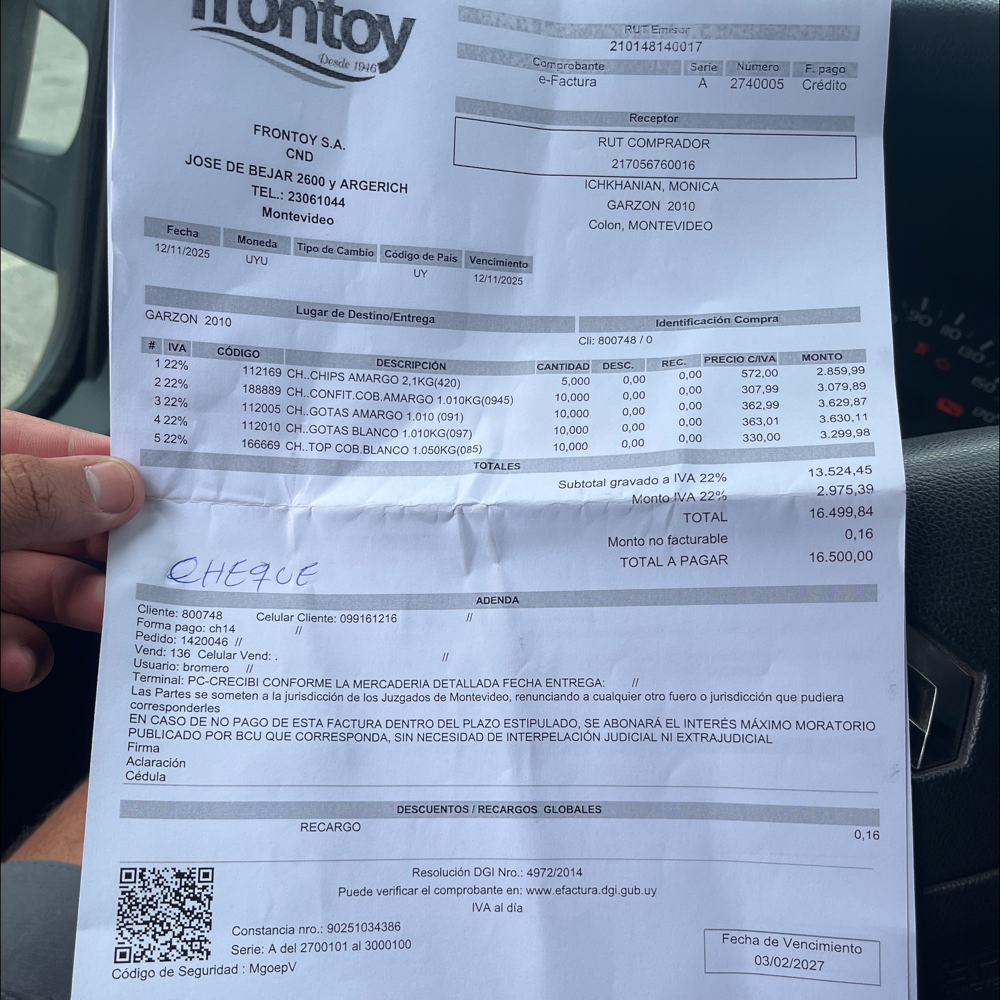 frontoy
Desde 1946
RUT Emisor
210148140017
Comprobante Serie Número F. pago
e-Factura A 2740005 Crédito
Receptor
RUT COMPRADOR
217056760016
ICHKHANIAN, MONICA
GARZON 2010
Colon, MONTEVIDEO
FRONTOY S.A.
CND
JOSE DE BEJAR 2600 y ARGERICH
TEL.: 23061044
Montevideo
Fecha Moneda Tipo de Cambio Código de País Vencimiento
12/11/2025 UYU UY 12/11/2025
Lugar de Destino/Entrega Identificación Compra
GARZON 2010 Cli: 800748 / 0
# IVA CÓDIGO DESCRIPCIÓN CANTIDAD DESC. REC. PRECIO C/IVA MONTO
1 22% 112169 CH..CHIPS AMARGO 2,1KG(420) 5,000 0,00 0,00 572,00 2.859,99
2 22% 188889 CH..CONFIT.COB.AMARGO 1.010KG(0945) 10,000 0,00 0,00 307,99 3.079,89
3 22% 112005 CH..GOTAS AMARGO 1.010 (091) 10,000 0,00 0,00 362,99 3.629,87
4 22% 112010 CH..GOTAS BLANCO 1.010KG(097) 10,000 0,00 0,00 363,01 3.630,11
5 22% 166669 CH..TOP COB.BLANCO 1.050KG(085) 10,000 0,00 0,00 330,00 3.299,98
TOTALES
Subtotal gravado a IVA 22% 13.524,45
Monto IVA 22% 2.975,39
TOTAL 16.499,84
Monto no facturable 0,16
TOTAL A PAGAR 16.500,00
CHEQUE
ADENDA
Cliente: 800748 Celular Cliente: 099161216 //
Forma pago: ch14 //
Pedido: 1420046 //
Vend: 136 Celular Vend: . //
Usuario: bromero //
Terminal: PC-CRECIBI CONFORME LA MERCADERIA DETALLADA FECHA ENTREGA: //
Las Partes se someten a la jurisdicción de los Juzgados de Montevideo, renunciando a cualquier otro fuero o jurisdicción que pudiera
corresponderles
EN CASO DE NO PAGO DE ESTA FACTURA DENTRO DEL PLAZO ESTIPULADO, SE ABONARÁ EL INTERÉS MÁXIMO MORATORIO
PUBLICADO POR BCU QUE CORRESPONDA, SIN NECESIDAD DE INTERPELACIÓN JUDICIAL NI EXTRAJUDICIAL
Firma
Aclaración
Cédula
DESCUENTOS / RECARGOS GLOBALES
RECARGO 0,16
Resolución DGI Nro.: 4972/2014
Puede verificar el comprobante en: www.efactura.dgi.gub.uy
IVA al día
Constancia nro.: 90251034386
Serie: A del 2700101 al 3000100
Código de Seguridad : MgoepV
Fecha de Vencimiento
03/02/2027